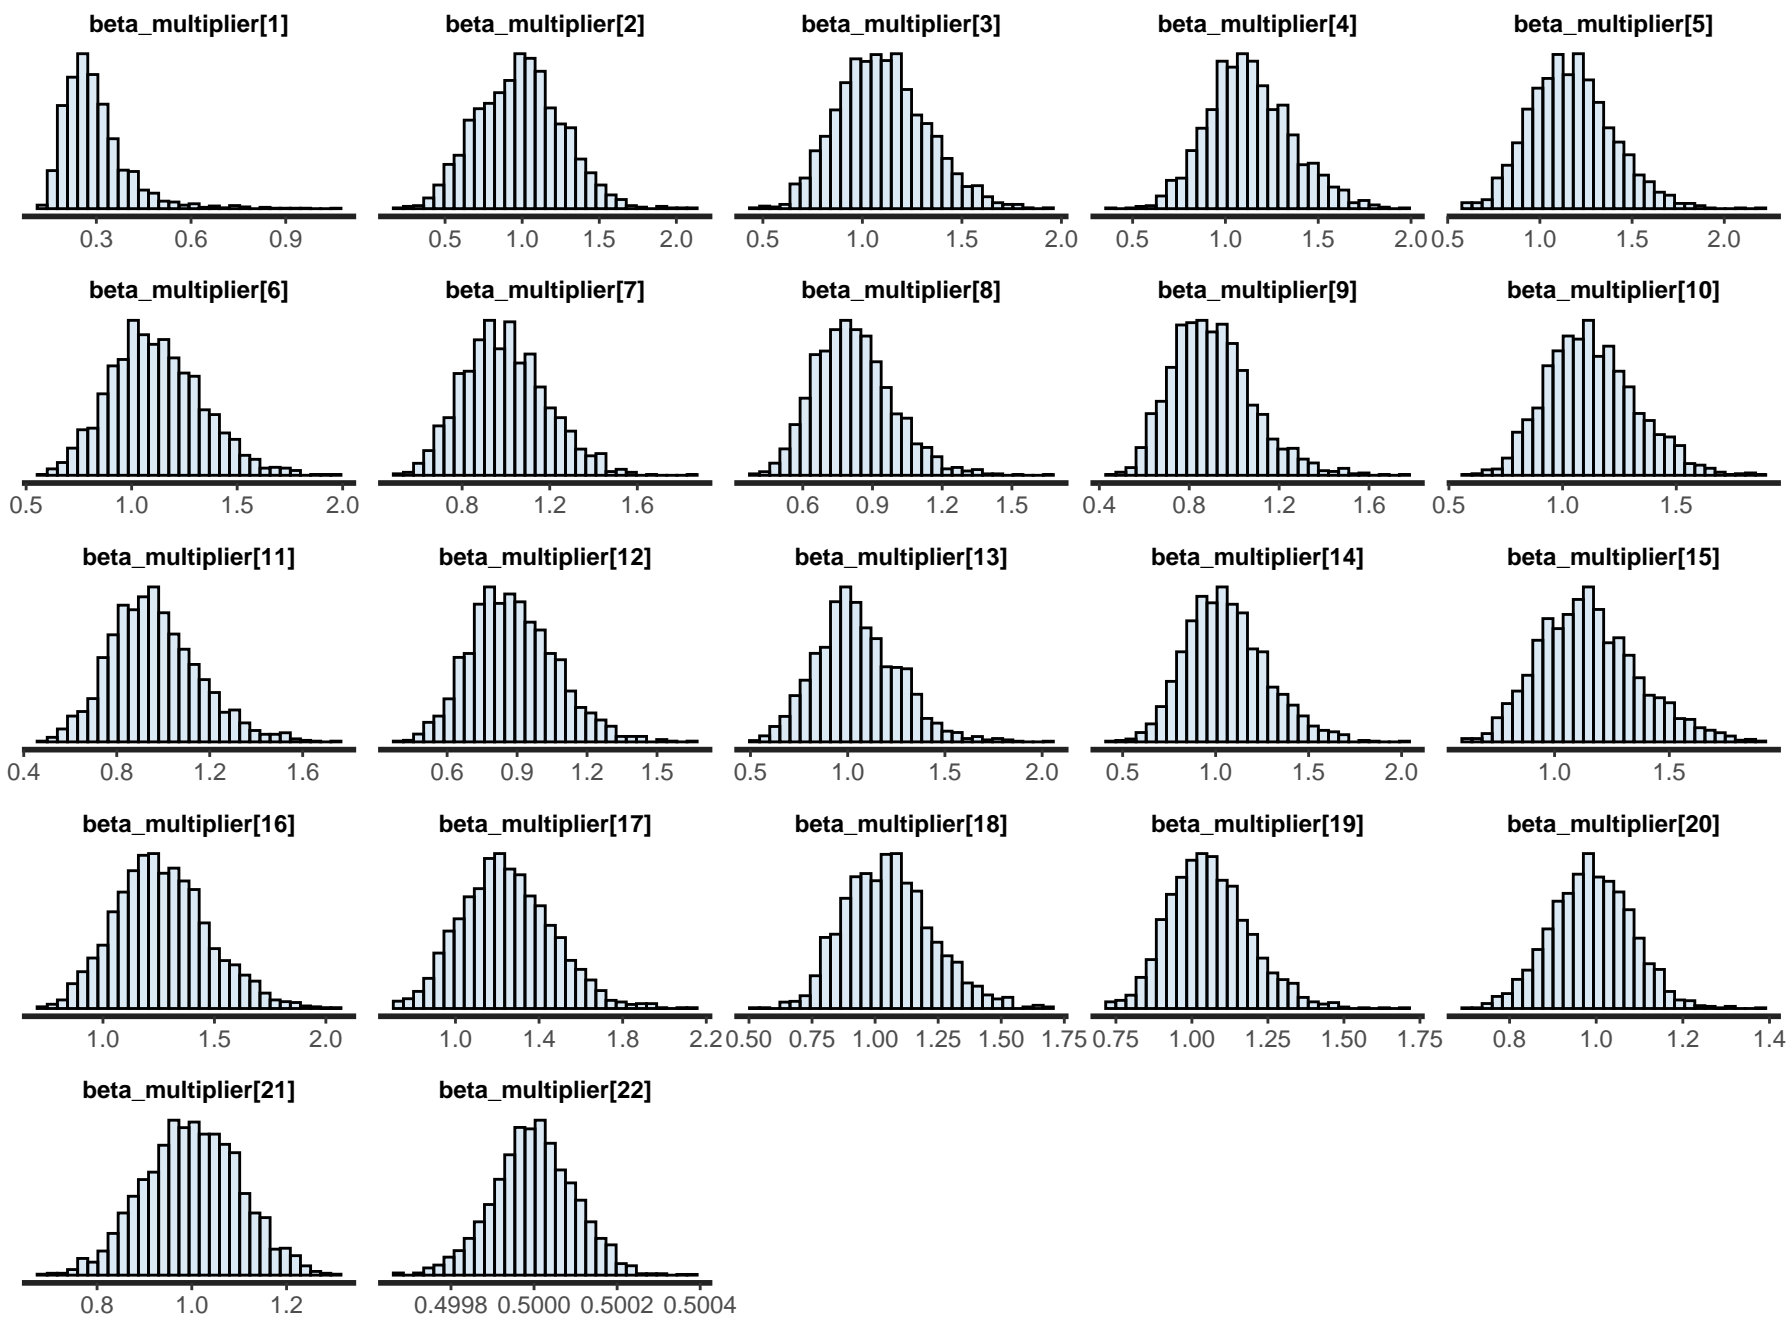 beta_multiplier[1] beta_multiplier[2] beta_multiplier[3] beta_multiplier[4] beta_multiplier[5]
0.3 0.6 0.9 0.5 1.0 1.5 2.0 0.5 1.0 1.5 2.0 0.5 1.0 1.5 2.0 0.5 1.0 1.5 2.0
beta_multiplier[6] beta_multiplier[7] beta_multiplier[8] beta_multiplier[9] beta_multiplier[10]
0.5 1.0 1.5 2.0 0.8 1.2 1.6 0.6 0.9 1.2 1.5 0.4 0.8 1.2 1.6 0.5 1.0 1.5
beta_multiplier[11] beta_multiplier[12] beta_multiplier[13] beta_multiplier[14] beta_multiplier[15]
0.4 0.8 1.2 1.6 0.6 0.9 1.2 1.5 0.5 1.0 1.5 2.0 0.5 1.0 1.5 2.0 1.0 1.5
beta_multiplier[16] beta_multiplier[17] beta_multiplier[18] beta_multiplier[19] beta_multiplier[20]
1.0 1.5 2.0 1.0 1.4 1.8 2.2 0.50 0.75 1.00 1.25 1.50 1.75 0.75 1.00 1.25 1.50 1.75 0.8 1.0 1.2 1.4
beta_multiplier[21] beta_multiplier[22]
0.8 1.0 1.2 0.4998 0.5000 0.5002 0.5004